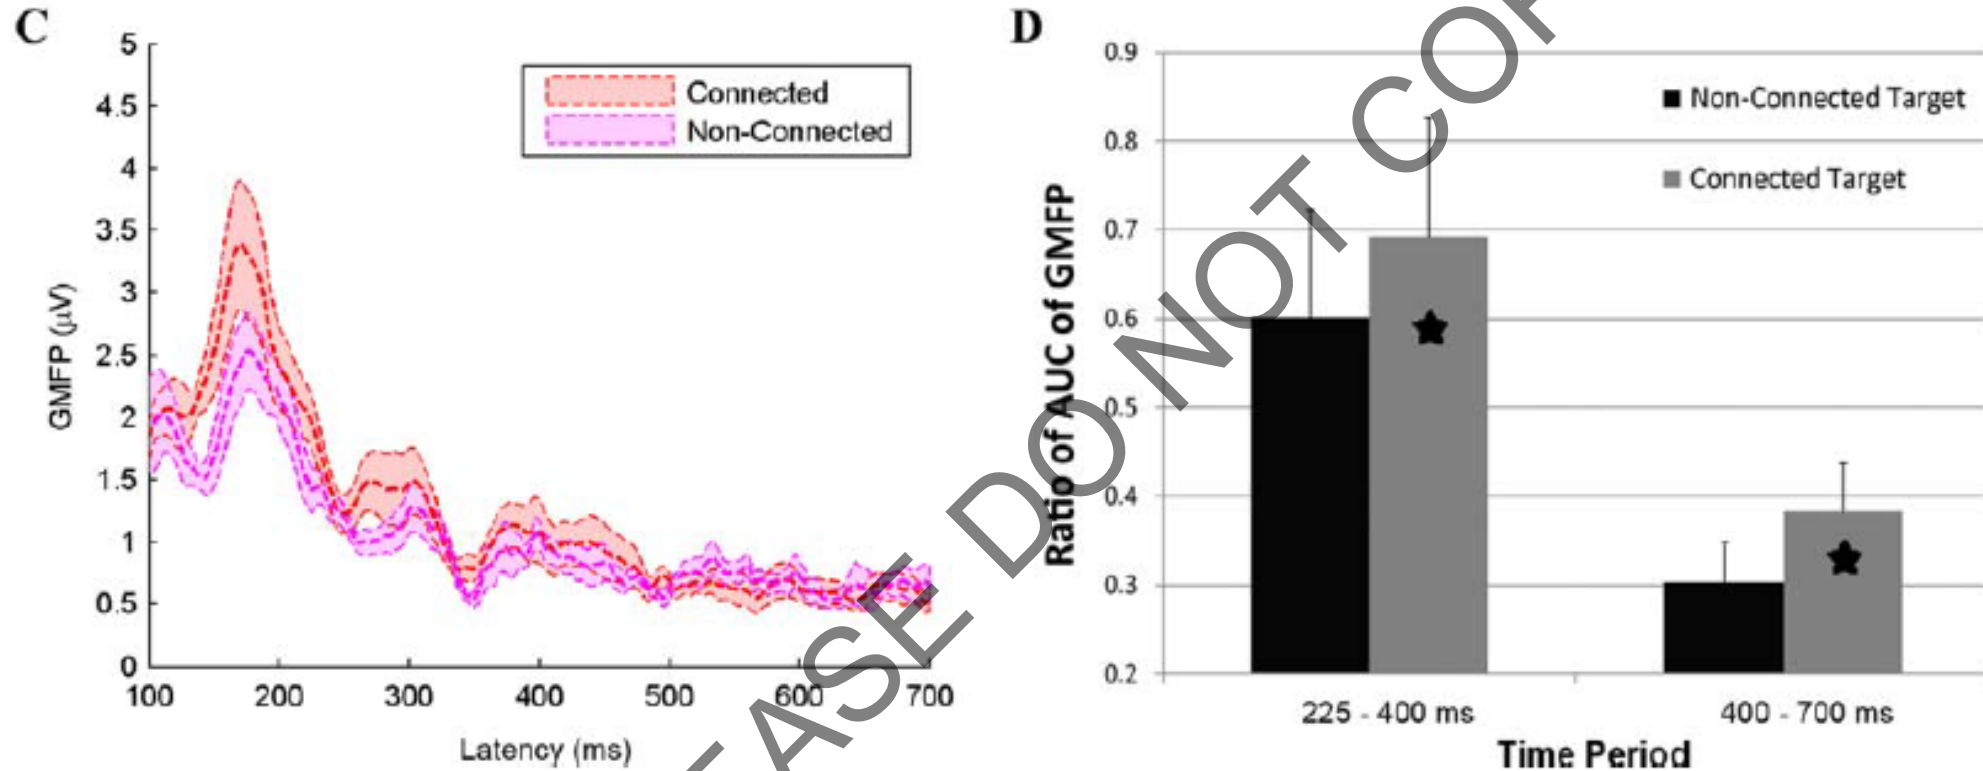 C
5
4.5
4
3.5
3
2.5
2
1.5
1
0.5
0
GMFP (µV)
Connected
Non-Connected
100 200 300 400 500 600 700
Latency (ms)
D
0.9
0.8
0.7
0.6
0.5
0.4
0.3
0.2
Ratio of AUC of GMFP
Non-Connected Target
Connected Target
225 - 400 ms 400 - 700 ms
Time Period
EASE DO NOT COP